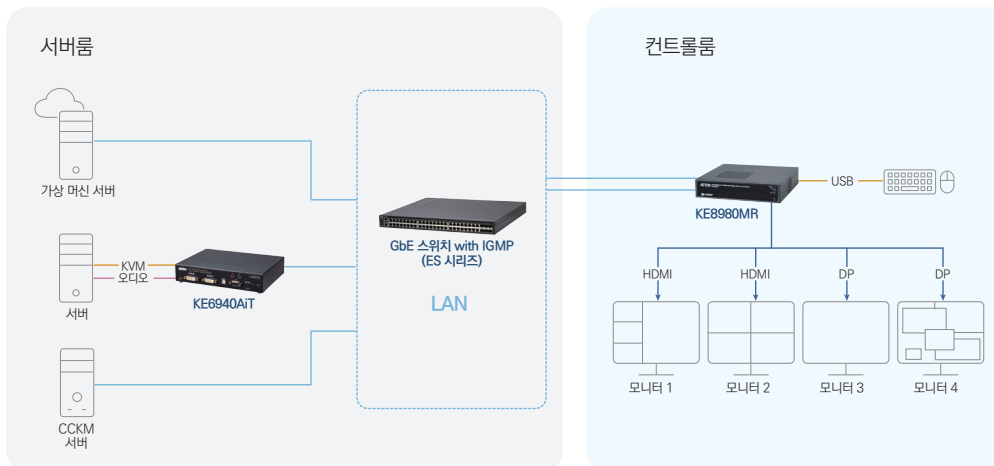 서버룸
컨트롤룸
가상 머신 서버
KVM
오디오
서버
KE6940AiT
CCKM
서버
GbE 스위치 with IGMP
(ES 시리즈)
LAN
KE8980MR
USB
HDMI
HDMI
DP
DP
모니터 1
모니터 2
모니터 3
모니터 4